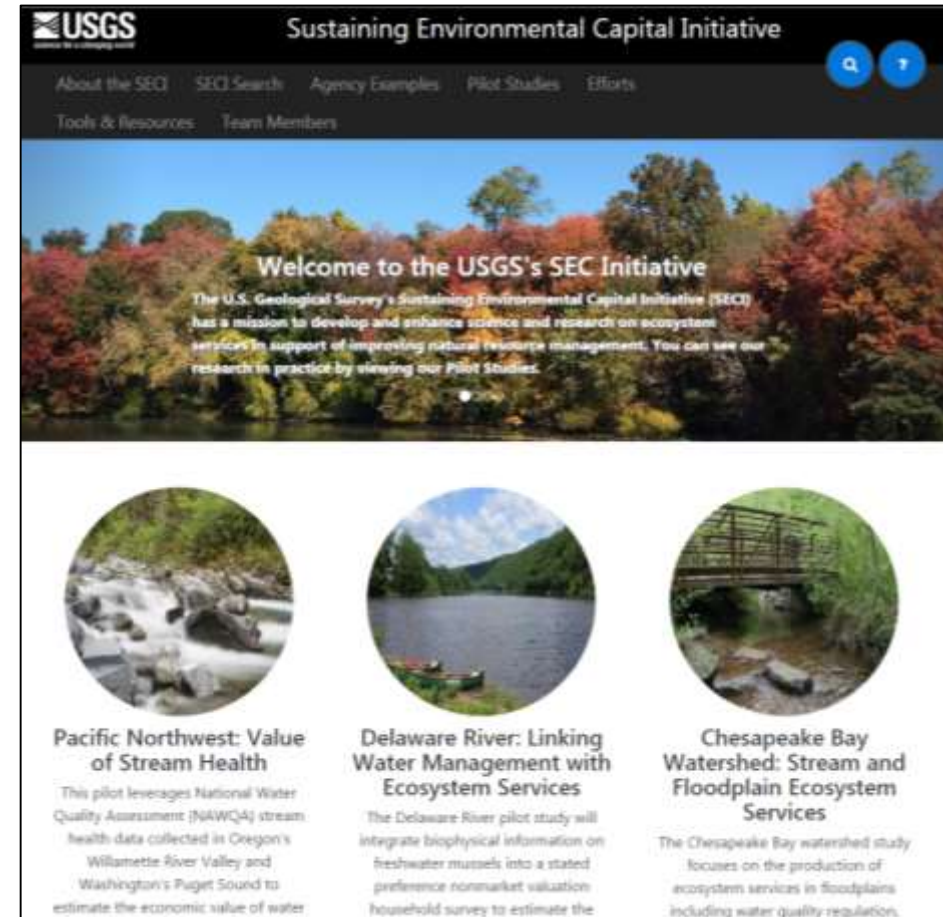 USGS
science for a changing world
Sustaining Environmental Capital Initiative
?
About the SECI SECI Search Agency Examples Pilot Studies Efforts
Tools & Resources Team Members
Welcome to the USGS's SEC Initiative
The U.S. Geological Survey's Sustaining Environmental Capital Initiative (SECI)
has a mission to develop and enhance science and research on ecosystem
services in support of improving natural resource management. You can see our
research in practice by viewing our Pilot Studies.
Pacific Northwest: Value
of Stream Health
This pilot leverages National Water
Quality Assessment (NAWQA) stream
health data collected in Oregon's
Willamette River Valley and
Washington's Puget Sound to
estimate the economic value of water
Delaware River: Linking
Water Management with
Ecosystem Services
The Delaware River pilot study will
integrate biophysical information on
freshwater mussels into a stated
preference nonmarket valuation
household survey to estimate the
Chesapeake Bay
Watershed: Stream and
Floodplain Ecosystem
Services
The Chesapeake Bay watershed study
focuses on the production of
ecosystem services in floodplains
including water quality regulation,